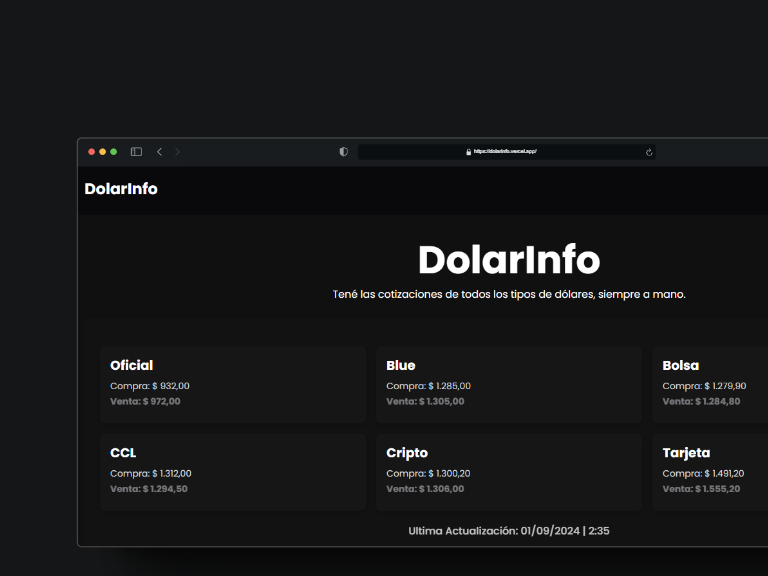 https://dolarinfo.vercel.app/
DolarInfo
DolarInfo
Tené las cotizaciones de todos los tipos de dólares, siempre a mano.
Oficial
Compra: $ 932,00
Venta: $ 972,00
Blue
Compra: $ 1.285,00
Venta: $ 1.305,00
Bolsa
Compra: $ 1.279,90
Venta: $ 1.284,80
CCL
Compra: $ 1.312,00
Venta: $ 1.294,50
Cripto
Compra: $ 1.300,20
Venta: $ 1.306,00
Tarjeta
Compra: $ 1.491,20
Venta: $ 1.555,20
Ultima Actualización: 01/09/2024 | 2:35